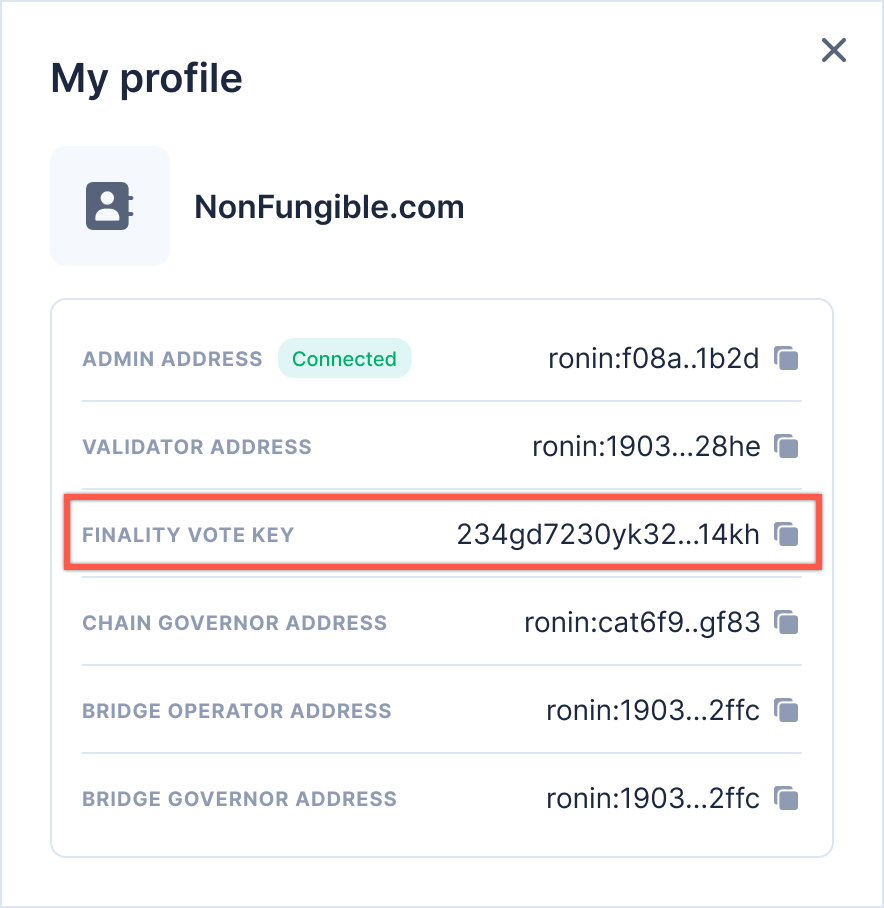 My profile
NonFungible.com
ADMIN ADDRESS Connected ronin:f08a..1b2d
VALIDATOR ADDRESS ronin:1903...28he
FINALITY VOTE KEY 234gd7230yk32...14kh
CHAIN GOVERNOR ADDRESS ronin:cat6f9..gf83
BRIDGE OPERATOR ADDRESS ronin:1903...2ffc
BRIDGE GOVERNOR ADDRESS ronin:1903...2ffc